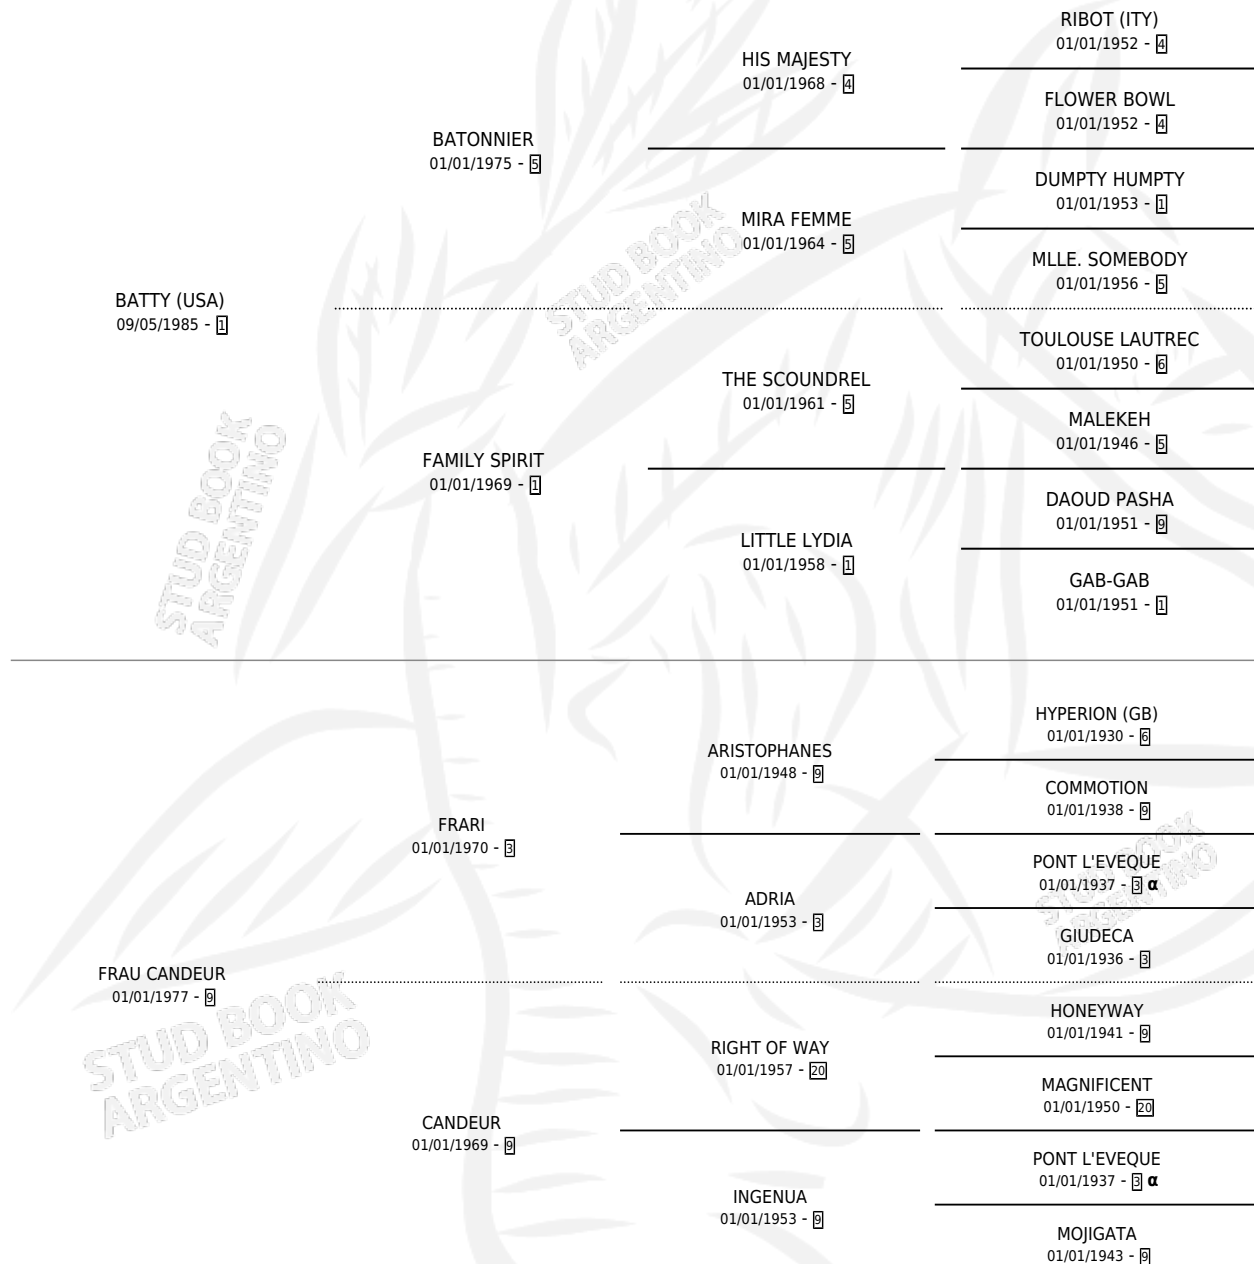 RIBOT (ITY)
01/01/1952 - 4
HIS MAJESTY
01/01/1968 - 4
FLOWER BOWL
01/01/1952 - 4
BATONNIER
01/01/1975 - 5
DUMPTY HUMPTY
01/01/1953 - 1
MIRA FEMME
01/01/1964 - 5
MLLE. SOMEBODY
01/01/1956 - 5
BATTY (USA)
09/05/1985 - 1
TOULOUSE LAUTREC
01/01/1950 - 6
THE SCOUNDREL
01/01/1961 - 5
MALEKEH
01/01/1946 - 5
FAMILY SPIRIT
01/01/1969 - 1
DAOUD PASHA
01/01/1951 - 9
LITTLE LYDIA
01/01/1958 - 1
GAB-GAB
01/01/1951 - 1
HYPERION (GB)
01/01/1930 - 6
ARISTOPHANES
01/01/1948 - 9
COMMOTION
01/01/1938 - 9
FRARI
01/01/1970 - 3
PONT L'EVEQUE
01/01/1937 - 3 α
ADRIA
01/01/1953 - 3
GIUDECA
01/01/1936 - 3
FRAU CANDEUR
01/01/1977 - 9
HONEYWAY
01/01/1941 - 9
RIGHT OF WAY
01/01/1957 - 20
MAGNIFICENT
01/01/1950 - 20
CANDEUR
01/01/1969 - 9
PONT L'EVEQUE
01/01/1937 - 3 α
INGENUA
01/01/1953 - 9
MOJIGATA
01/01/1943 - 9
STUD BOOK
ARGENTINO
STUD BOOK
ARGENTINO
STUD BOOK
ARGENTINO
STUD BOOK
ARGENTINO